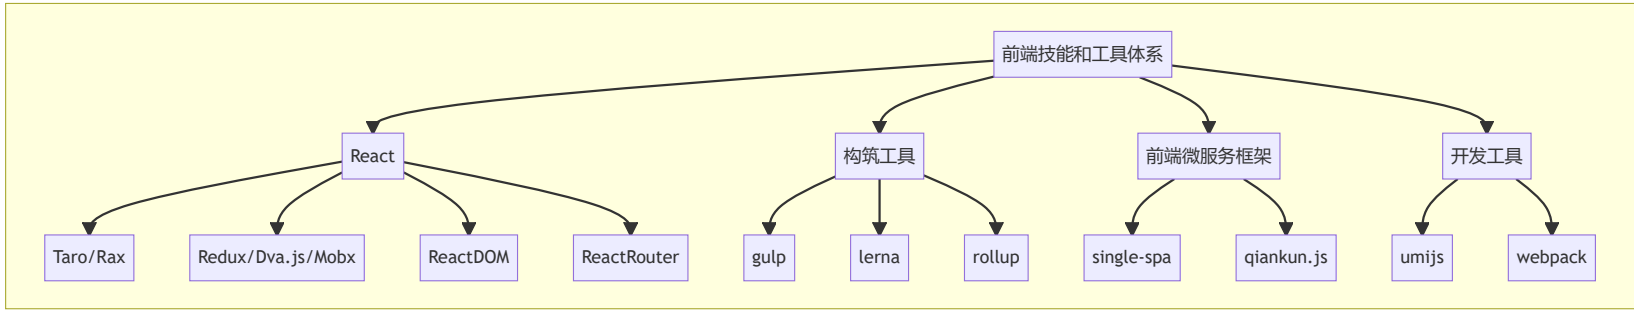 前端技能和工具体系
React
构筑工具
前端微服务框架
开发工具
Taro/Rax
Redux/Dva.js/Mobx
ReactDOM
ReactRouter
gulp
lerna
rollup
single-spa
qiankun.js
umijs
webpack